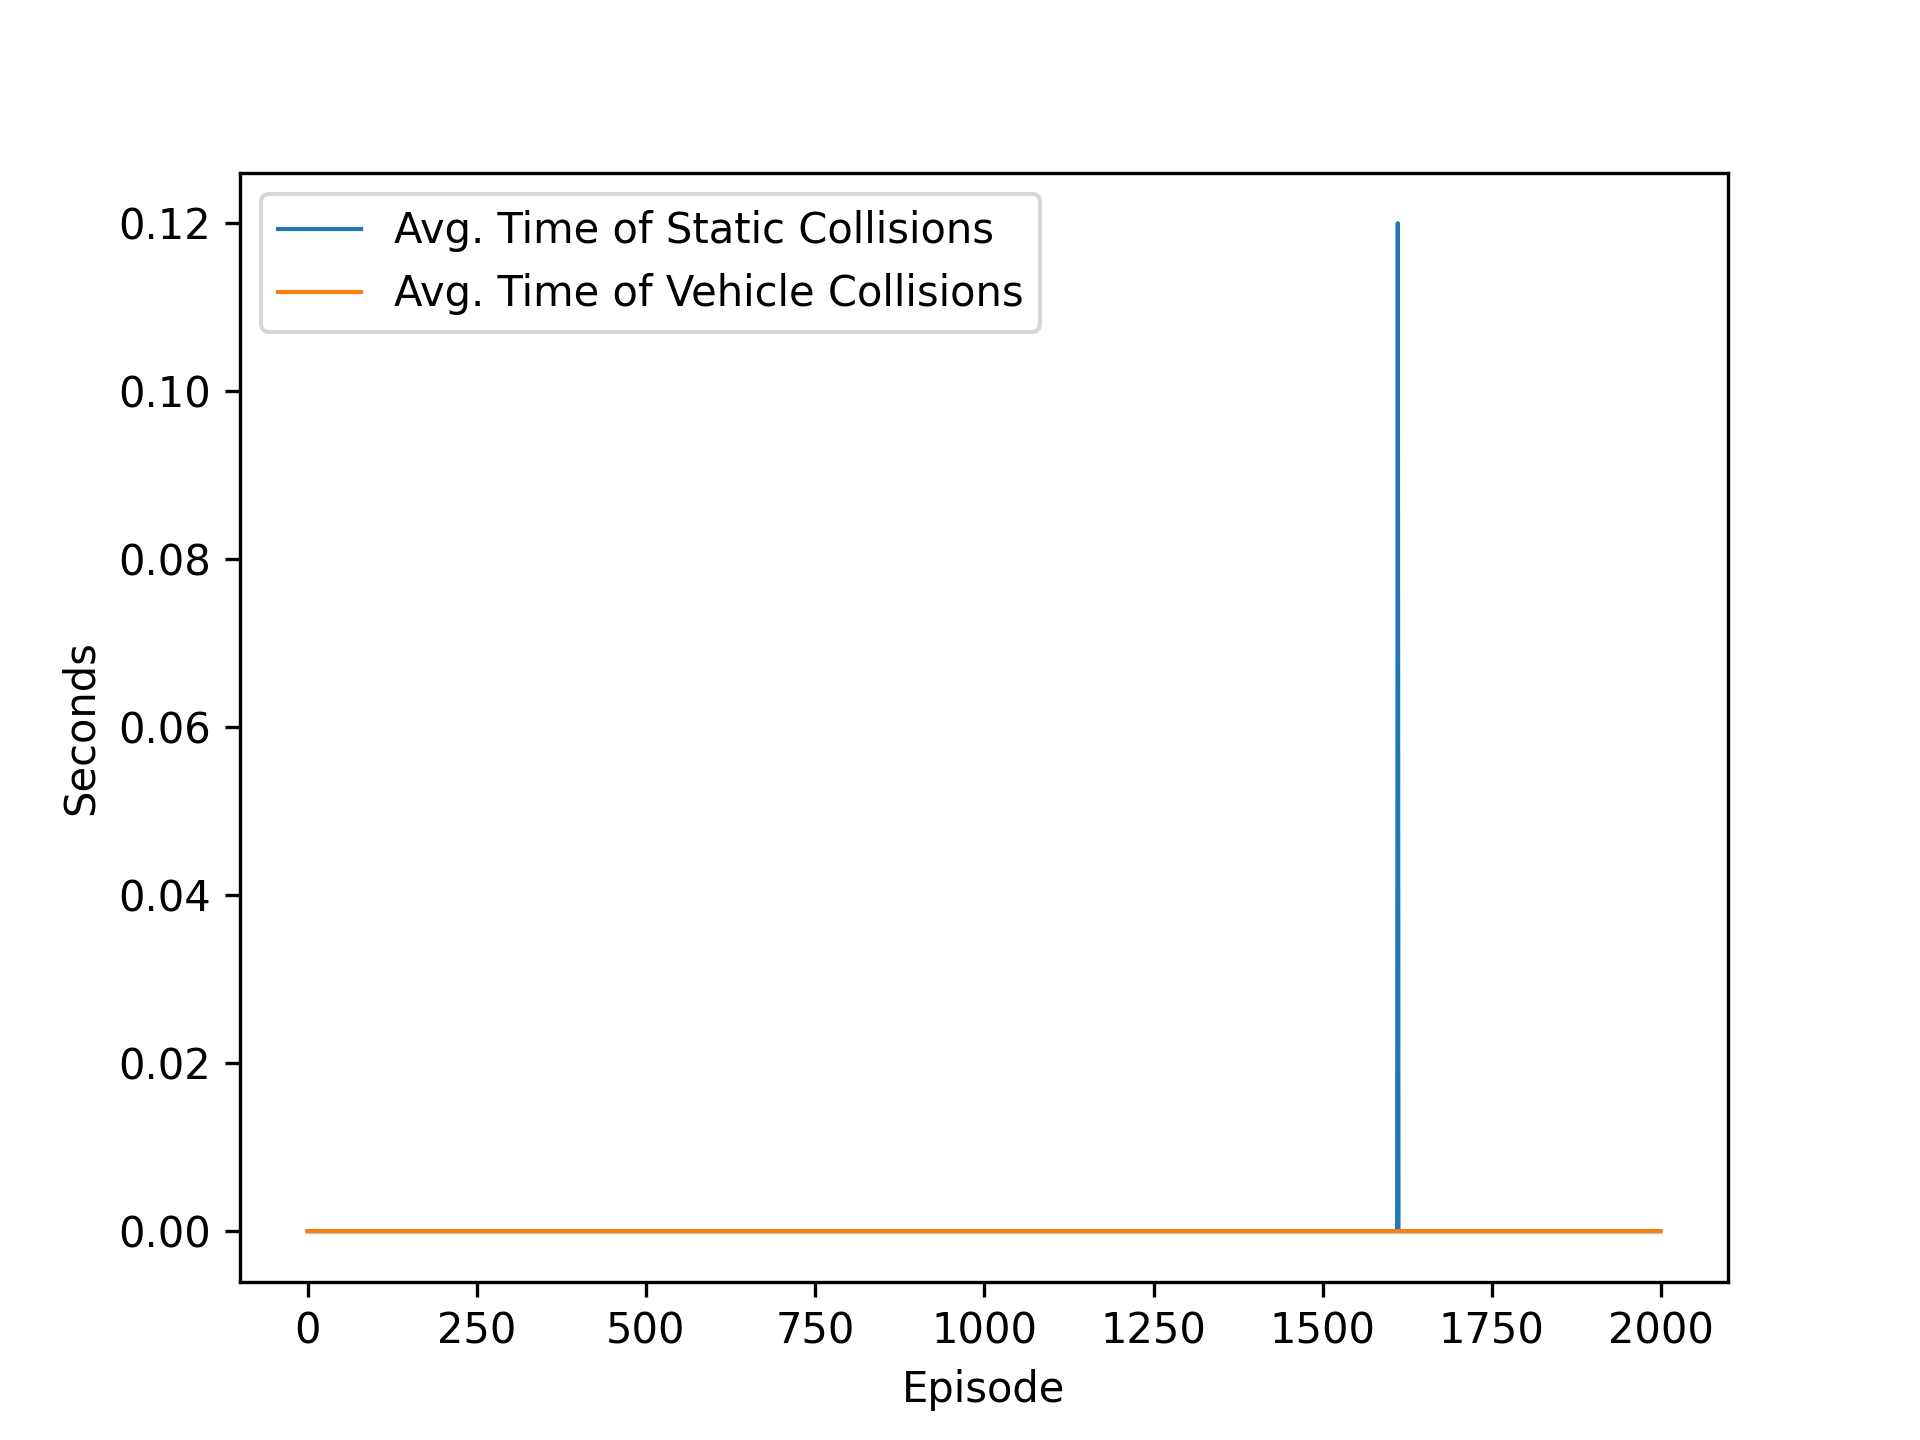 Avg. Time of Static Collisions
Avg. Time of Vehicle Collisions
0.12
0.10
0.08
0.06
0.04
0.02
0.00
Seconds
0 250 500 750 1000 1250 1500 1750 2000
Episode